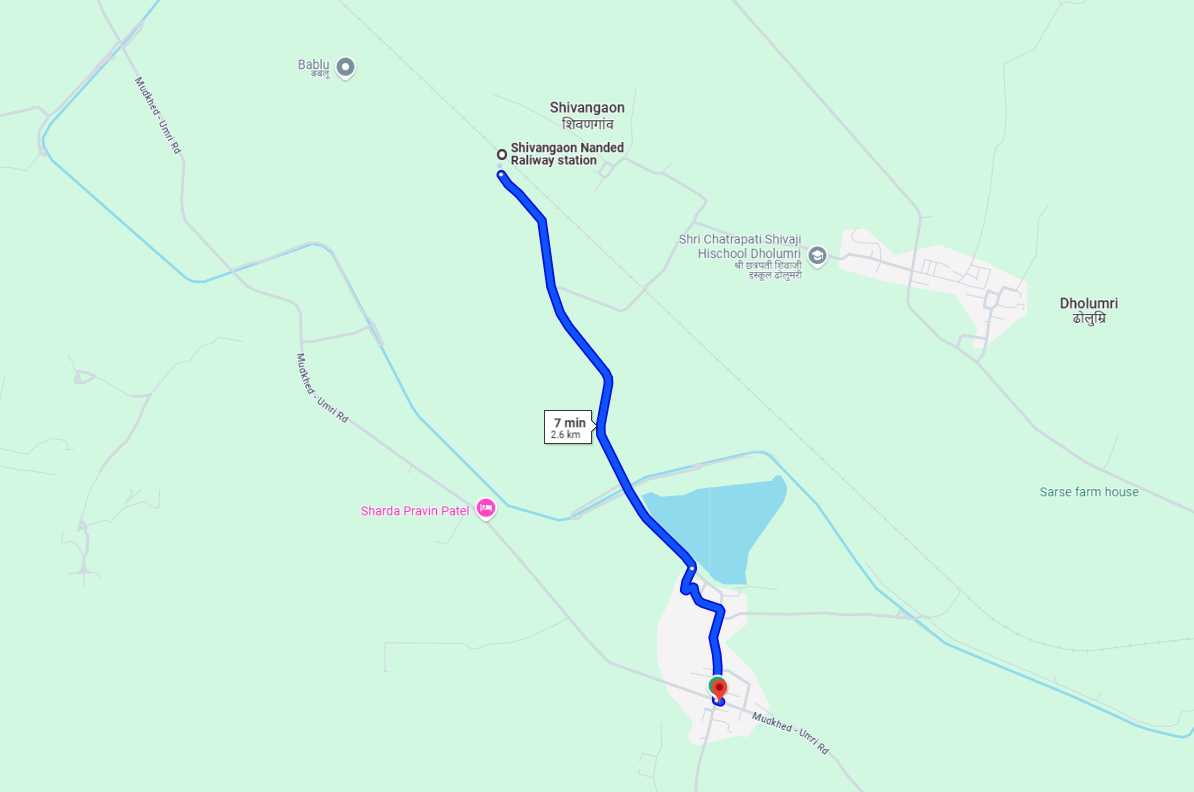 Bablu
बबलू
Mudkhed - Umri Rd
Shivangaon
शिवणगांव
Shivangaon Nanded
Raliway station
Shri Chatrapati Shivaji
Hischool Dholumri
श्री छत्रपती शिवाजी
इस्कूल ढोलुमरी
Dholumri
ढोलुम्रि
Mudkhed - Umri Rd
7 min
2.6 km
Sarse farm house
Sharda Pravin Patel
Mudkhed - Umri Rd